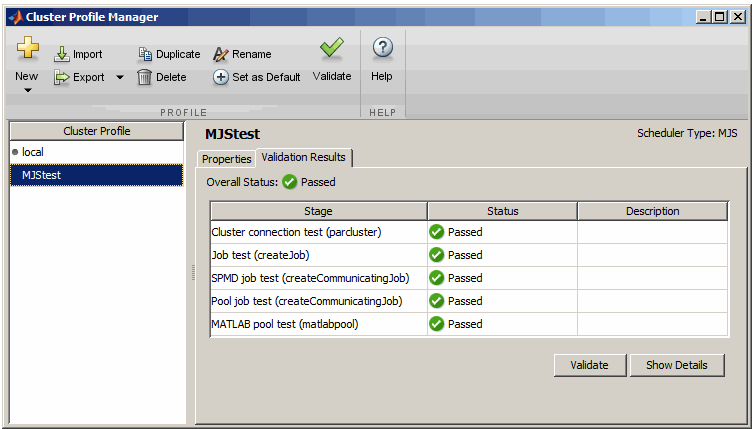 Cluster Profile Manager
New
Import
Export
Duplicate
Delete
Rename
Set as Default
Validate
Help
PROFILE
HELP
Cluster Profile
local
MJStest
MJStest
Scheduler Type: MJS
Properties
Validation Results
Overall Status: Passed
Stage Status Description
Cluster connection test (parcluster) Passed
Job test (createJob) Passed
SPMD job test (createCommunicatingJob) Passed
Pool job test (createCommunicatingJob) Passed
MATLAB pool test (matlabpool) Passed
Validate
Show Details